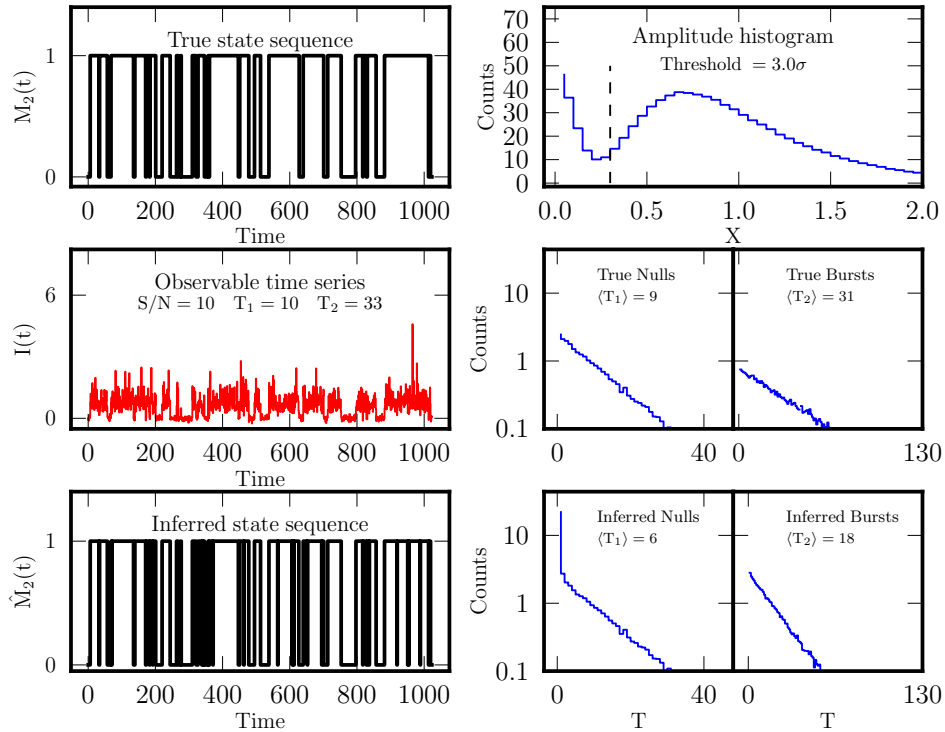 True state sequence
M₂(t)
1
0
0 200 400 600 800 1000
Time
Amplitude histogram
Threshold = 3.0σ
Counts
70
60
50
40
30
20
10
0
0.0 0.5 1.0 1.5 2.0
X
Observable time series
S/N = 10 T₁ = 10 T₂ = 33
I(t)
6
0
0 200 400 600 800 1000
Time
True Nulls
⟨T₁⟩ = 9
True Bursts
⟨T₂⟩ = 31
Counts
10
1
0.1
0 40 0 130
Inferred state sequence
M̂₂(t)
1
0
0 200 400 600 800 1000
Time
Inferred Nulls
⟨T₁⟩ = 6
Inferred Bursts
⟨T₂⟩ = 18
Counts
10
1
0.1
0 40 0 130
T T